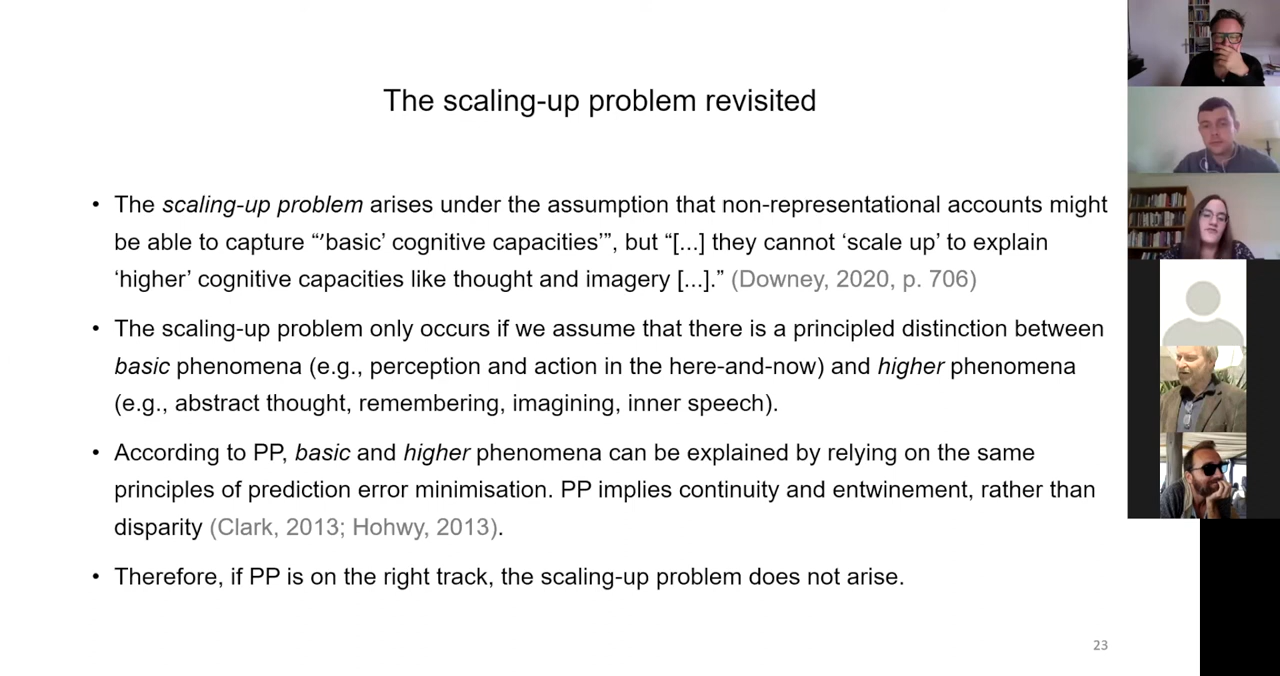 The scaling-up problem revisited
• The scaling-up problem arises under the assumption that non-representational accounts might
be able to capture “’basic’ cognitive capacities’”, but “[...] they cannot ‘scale up’ to explain
‘higher’ cognitive capacities like thought and imagery [...].” (Downey, 2020, p. 706)
• The scaling-up problem only occurs if we assume that there is a principled distinction between
basic phenomena (e.g., perception and action in the here-and-now) and higher phenomena
(e.g., abstract thought, remembering, imagining, inner speech).
• According to PP, basic and higher phenomena can be explained by relying on the same
principles of prediction error minimisation. PP implies continuity and entwinement, rather than
disparity (Clark, 2013; Hohwy, 2013).
• Therefore, if PP is on the right track, the scaling-up problem does not arise.
23